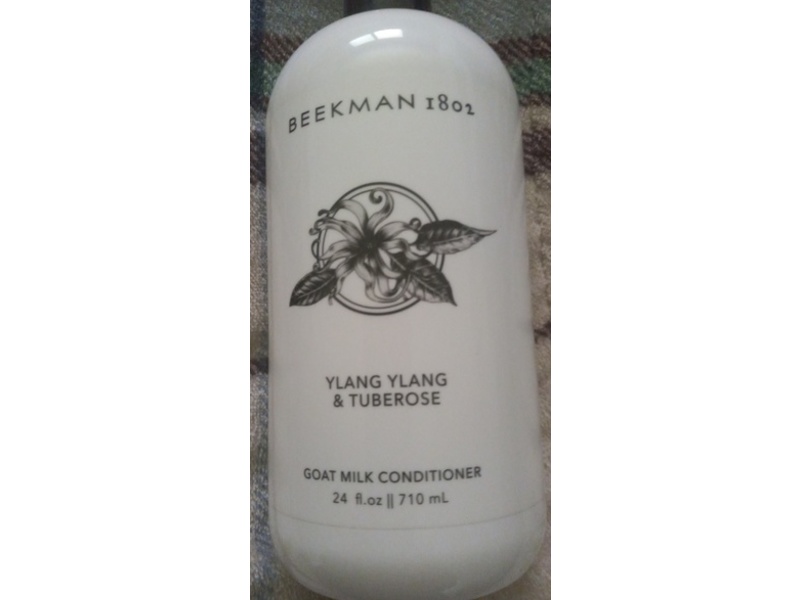 BEEKMAN 1802
YLANG YLANG
& TUBEROSE
GOAT MILK CONDITIONER
24 fl.oz || 710 mL